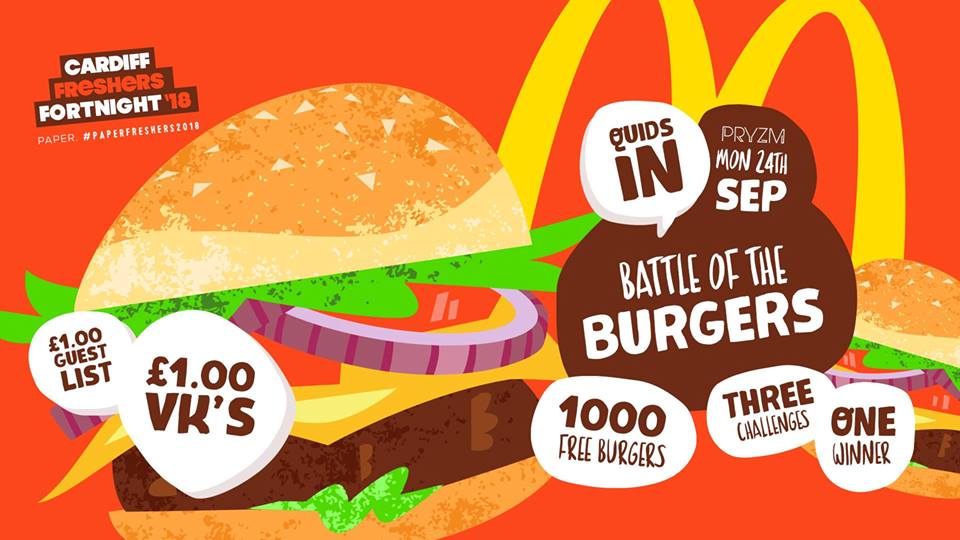 CARDIFF
FRESHERS
FORTNIGHT '18
PAPER. #PAPERFRESHERS2018
QUIDS
IN
PRYZM
MON 24TH
SEP
BATTLE OF THE
BURGERS
£1.00
GUEST
LIST
£1.00
VK'S
1000
FREE BURGERS
THREE
CHALLENGES
ONE
WINNER